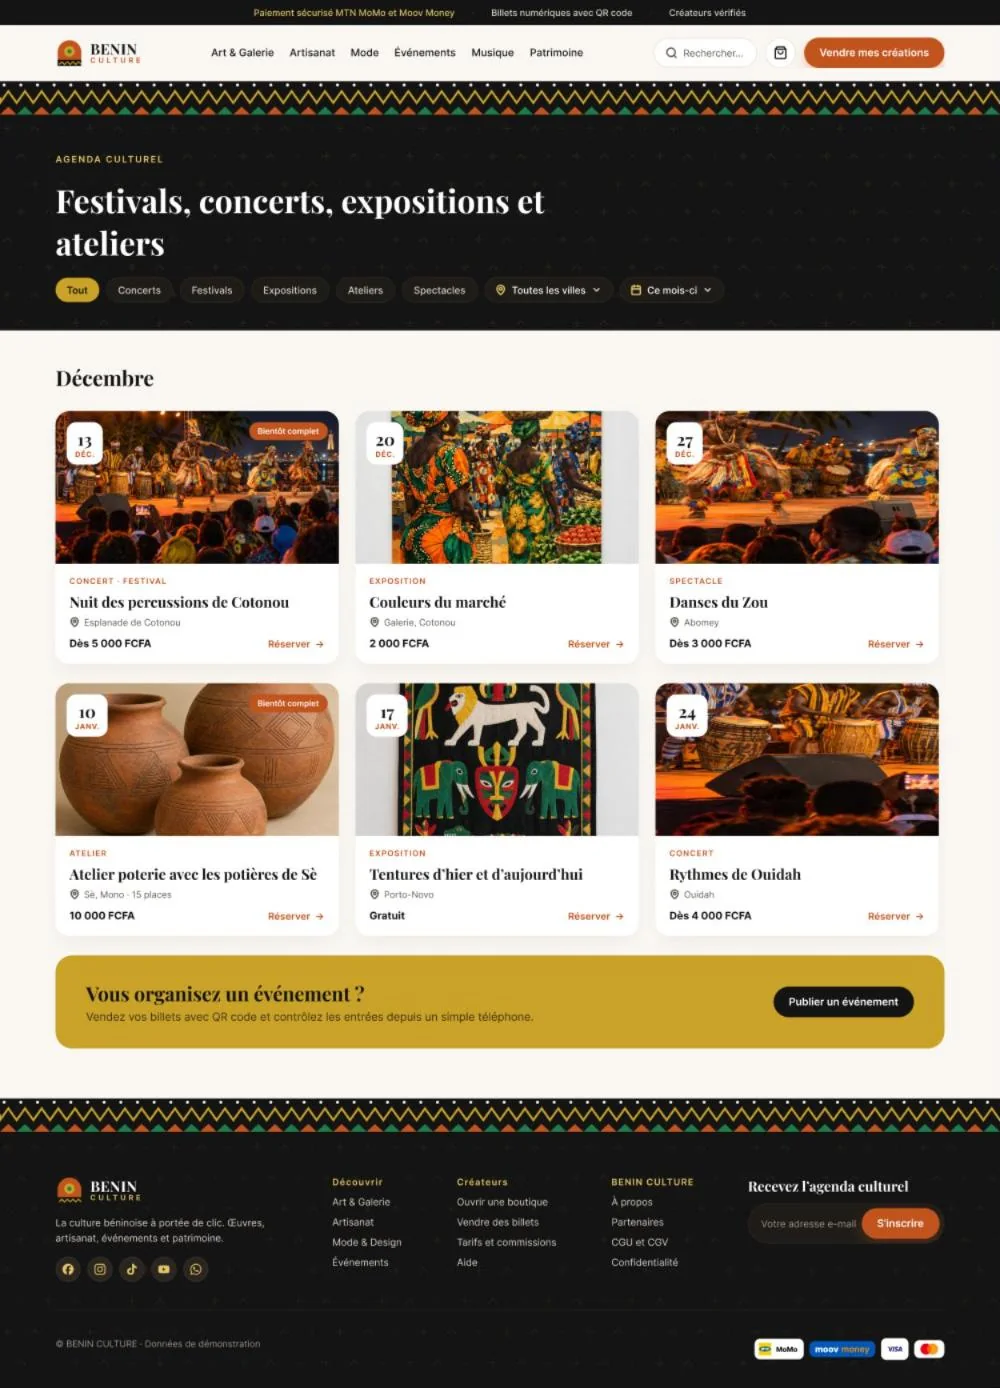 Paiement sécurisé MTN MoMo et Moov Money
Billets numériques avec QR code
Créateurs vérifiés
BENIN
CULTURE
Art & Galerie
Artisanat
Mode
Événements
Musique
Patrimoine
Rechercher...
Vendre mes créations
AGENDA CULTUREL
Festivals, concerts, expositions et
ateliers
Tout
Concerts
Festivals
Expositions
Ateliers
Spectacles
Toutes les villes
Ce mois-ci
Décembre
13
DÉC.
Bientôt complet
CONCERT · FESTIVAL
Nuit des percussions de Cotonou
Esplanade de Cotonou
Dès 5 000 FCFA
Réserver →
20
DÉC.
EXPOSITION
Couleurs du marché
Galerie, Cotonou
2 000 FCFA
Réserver →
27
DÉC.
SPECTACLE
Danses du Zou
Abomey
Dès 3 000 FCFA
Réserver →
10
JANV.
Bientôt complet
ATELIER
Atelier poterie avec les potières de Sè
Sè, Mono · 15 places
10 000 FCFA
Réserver →
17
JANV.
EXPOSITION
Tentures d'hier et d'aujourd'hui
Porto-Novo
Gratuit
Réserver →
24
JANV.
CONCERT
Rythmes de Ouidah
Ouidah
Dès 4 000 FCFA
Réserver →
Vous organisez un événement ?
Vendez vos billets avec QR code et contrôlez les entrées depuis un simple téléphone.
Publier un événement
BENIN
CULTURE
La culture béninoise à portée de clic. Œuvres,
artisanat, événements et patrimoine.
Découvrir
Art & Galerie
Artisanat
Mode & Design
Événements
Créateurs
Ouvrir une boutique
Vendre des billets
Tarifs et commissions
Aide
BENIN CULTURE
À propos
Partenaires
CGU et CGV
Confidentialité
Recevez l'agenda culturel
Votre adresse e-mail
S'inscrire
© BENIN CULTURE · Données de démonstration
MoMo
moov money
VISA